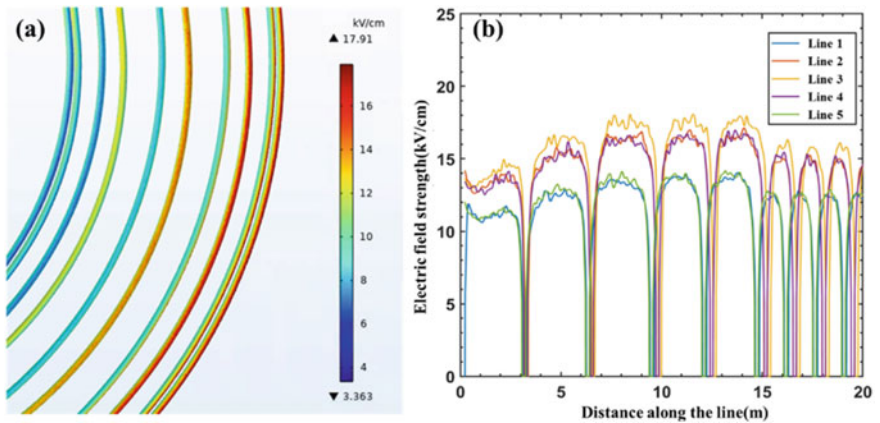 (a)
kV/cm
▲ 17.91
16
14
12
10
8
6
4
▼ 3.363
(b)
Line 1
Line 2
Line 3
Line 4
Line 5
Electric field strength(kV/cm)
25
20
15
10
25
0
0
5
10
15
20
Distance along the line(m)